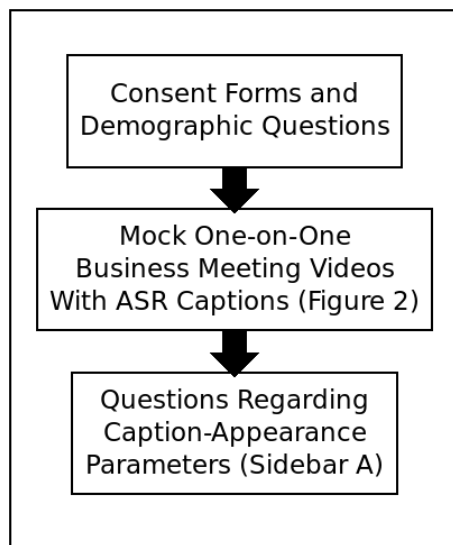 Consent Forms and
Demographic Questions
Mock One-on-One
Business Meeting Videos
With ASR Captions (Figure 2)
Questions Regarding
Caption-Appearance
Parameters (Sidebar A)